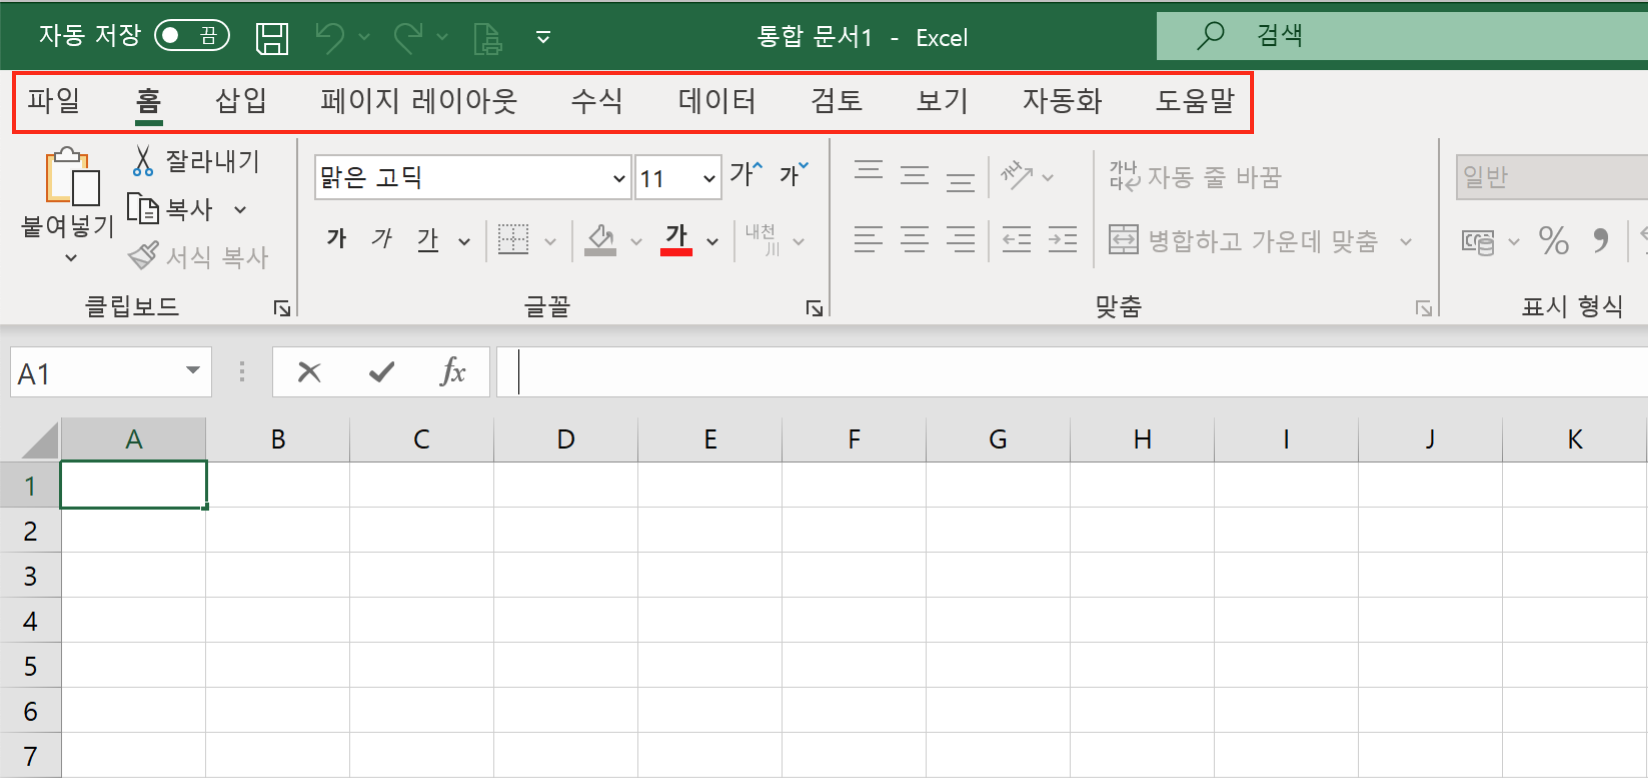 자동 저장 끔 통합 문서1 - Excel 검색
파일 홈 삽입 페이지 레이아웃 수식 데이터 검토 보기 자동화 도움말
붙여넣기
잘라내기
복사
서식 복사
클립보드
맑은 고딕 11 가 가
가 가 가 가 내천 川
글꼴
가나 다 자동 줄 바꿈
병합하고 가운데 맞춤
맞춤
일반
% 9
표시 형식
A1 fx
A B C D E F G H I J K
1
2
3
4
5
6
7